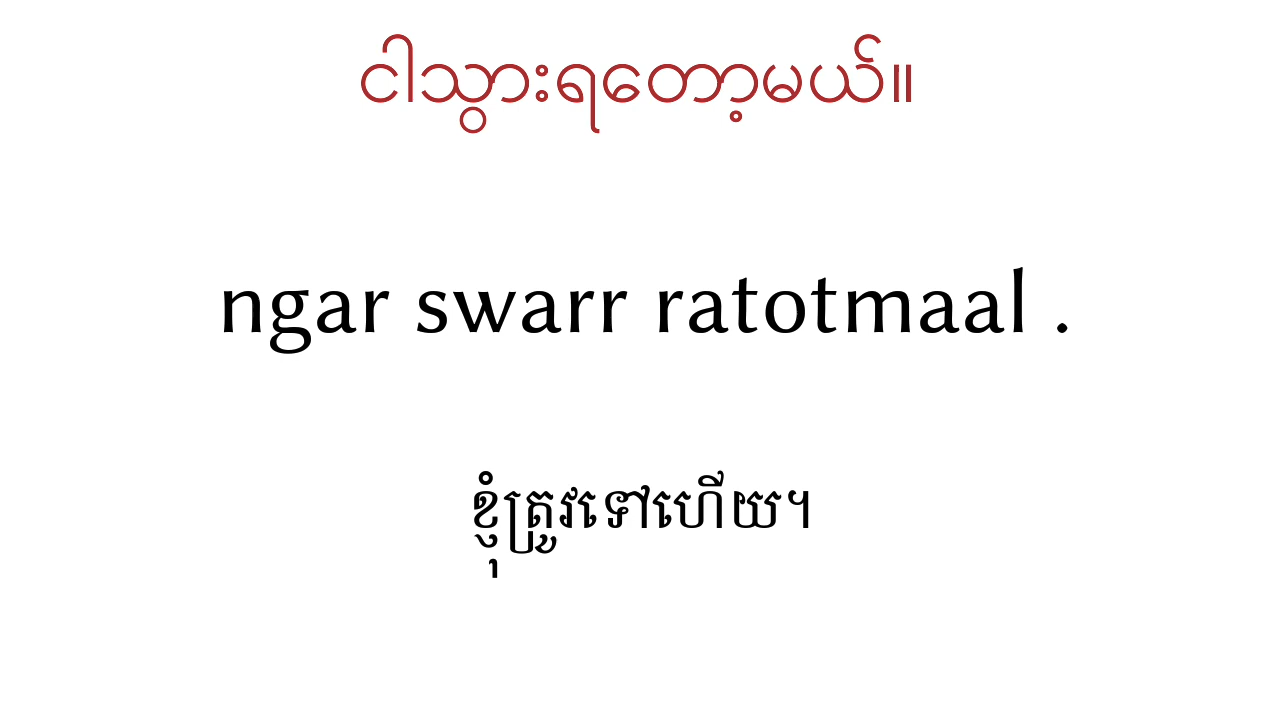 ငါသွားရတော့မယ်။
ngar swarr ratotmaal .
ខ្ញុំត្រូវទៅហើយ។